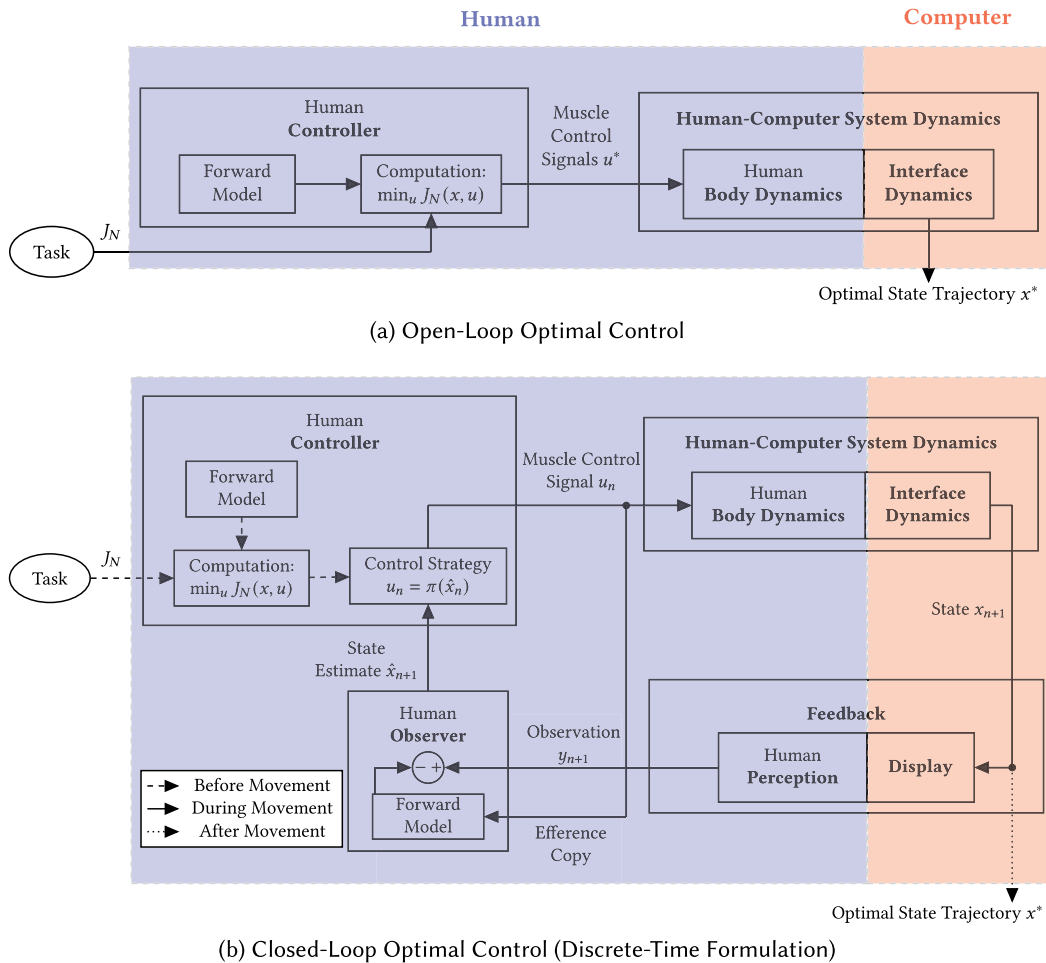 Human
Computer
Human
Controller
Forward
Model
Computation:
min_u J_N(x, u)
Muscle
Control
Signals u*
Human-Computer System Dynamics
Human
Body Dynamics
Interface
Dynamics
J_N
Task
Optimal State Trajectory x*
(a) Open-Loop Optimal Control
Human
Controller
Forward
Model
J_N
Task
Computation:
min_u J_N(x, u)
Control Strategy
u_n = π(x̂_n)
Muscle Control
Signal u_n
Human-Computer System Dynamics
Human
Body Dynamics
Interface
Dynamics
State x_{n+1}
State
Estimate x̂_{n+1}
Human
Observer
− +
Forward
Model
Observation
y_{n+1}
Efference
Copy
Feedback
Human
Perception
Display
Before Movement
During Movement
After Movement
Optimal State Trajectory x*
(b) Closed-Loop Optimal Control (Discrete-Time Formulation)